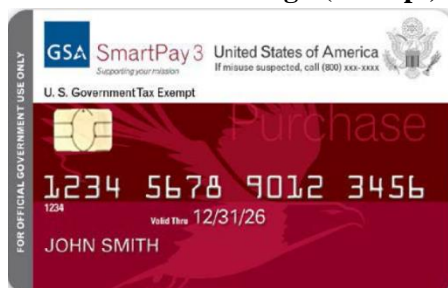 GSA SmartPay 3 United States of America
Supporting your mission If misuse suspected, call (800) xxx-xxxx
U. S. Government Tax Exempt
FOR OFFICIAL GOVERNMENT USE ONLY
Purchase
1234 5678 9012 3456
1234
Valid Thru 12/31/26
JOHN SMITH